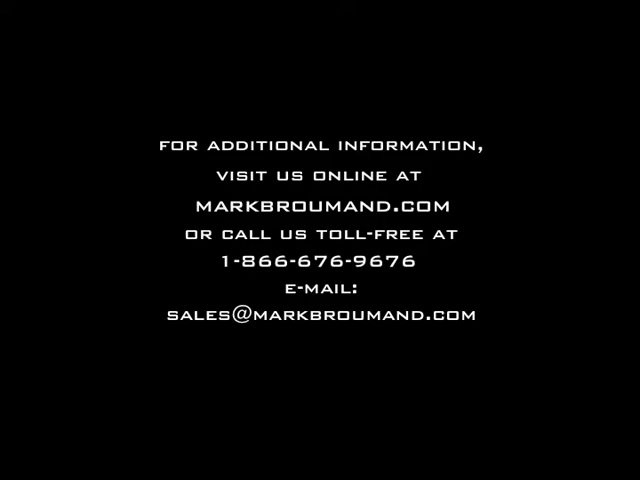 FOR ADDITIONAL INFORMATION,
VISIT US ONLINE AT
MARKBROUMAND.COM
OR CALL US TOLL-FREE AT
1-866-676-9676
E-MAIL:
SALES@MARKBROUMAND.COM